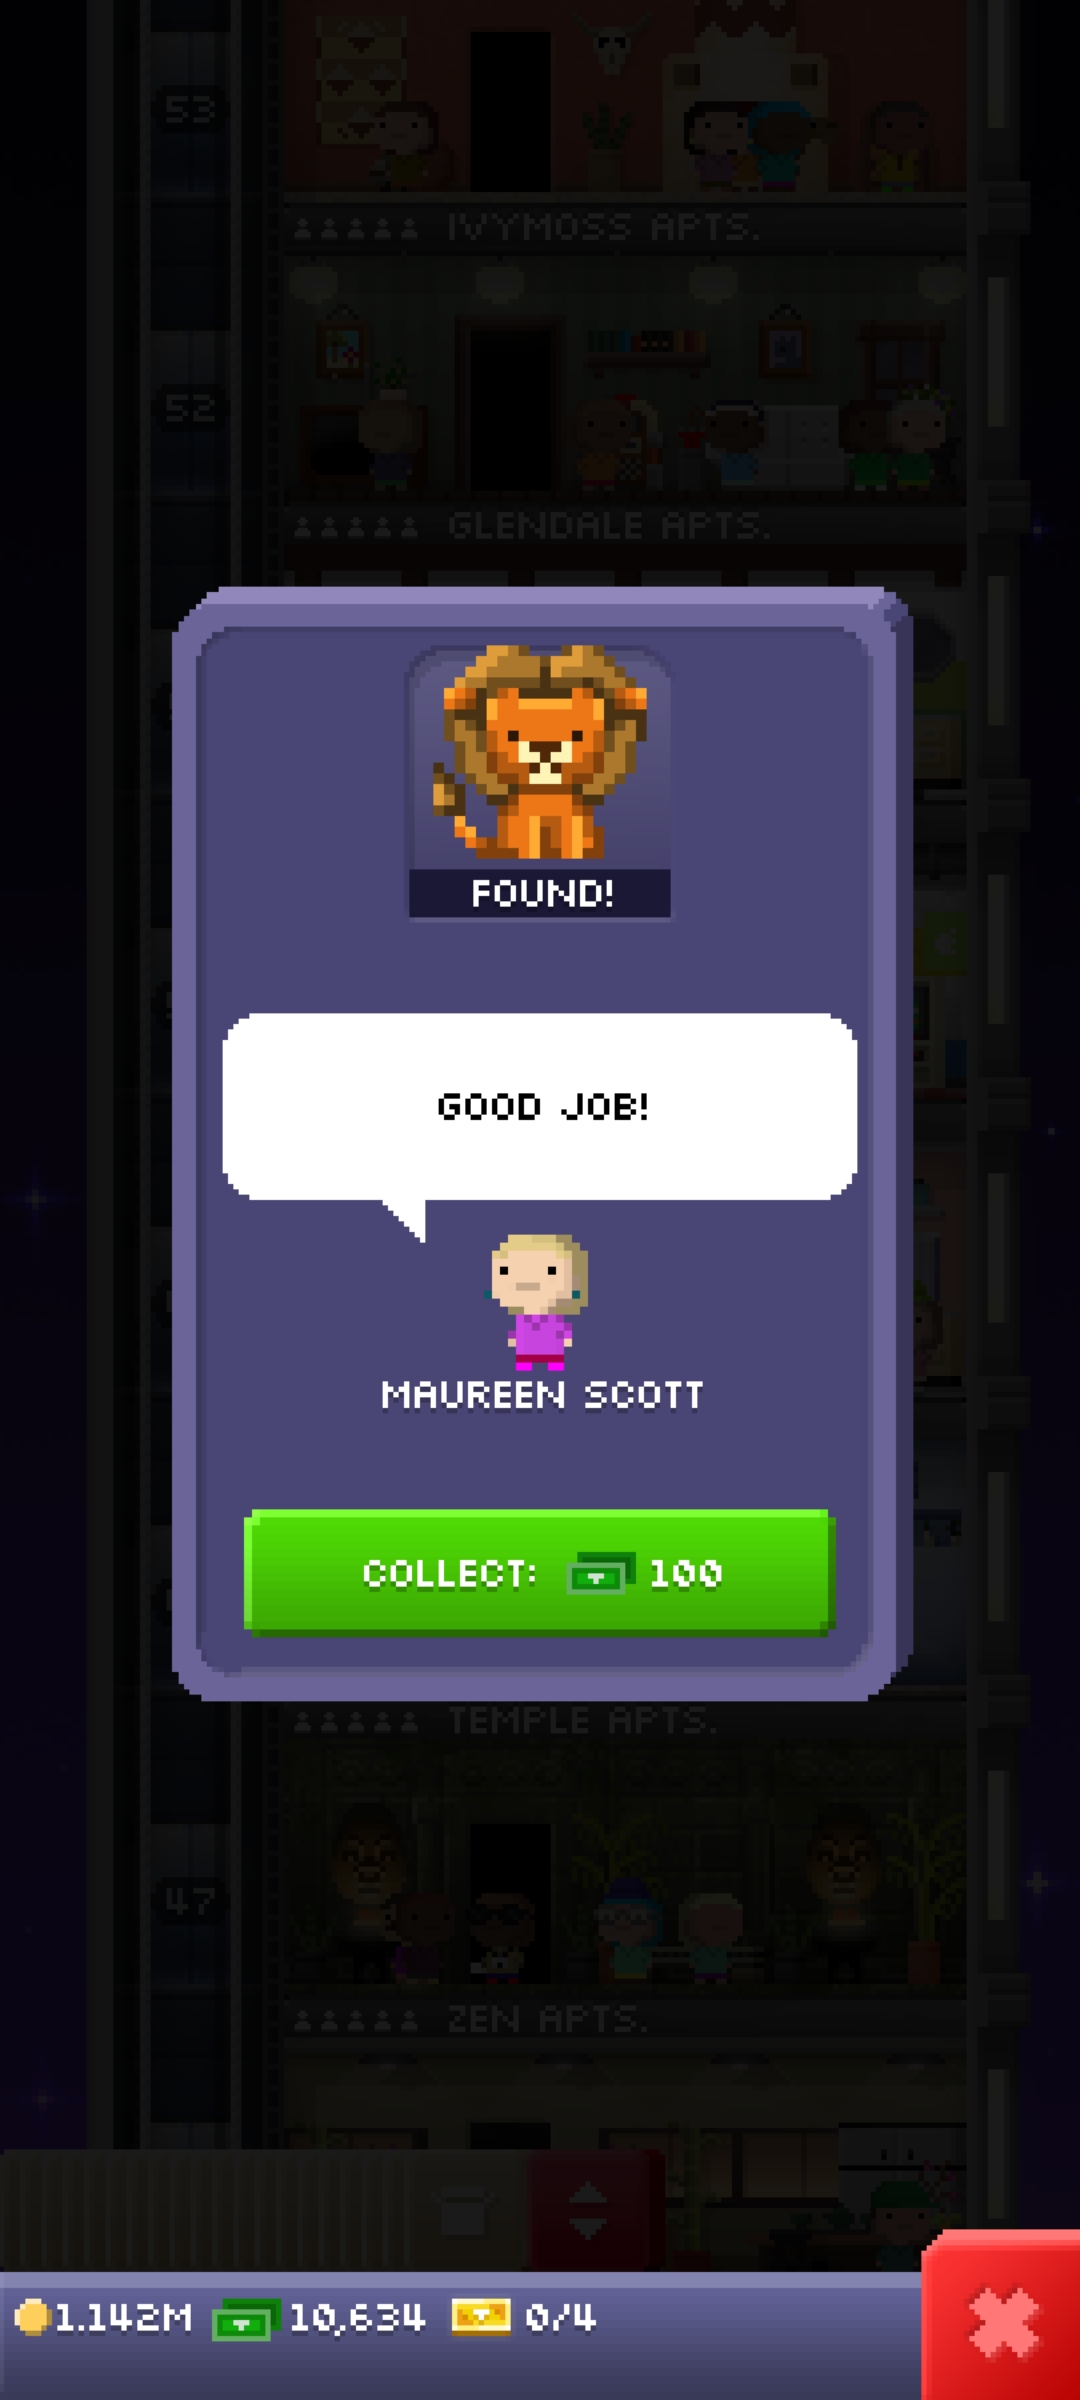 53
IVYMOSS APTS.
52
GLENDALE APTS.
FOUND!
GOOD JOB!
MAUREEN SCOTT
COLLECT: 100
TEMPLE APTS.
47
ZEN APTS.
1.142M 10,634 0/4